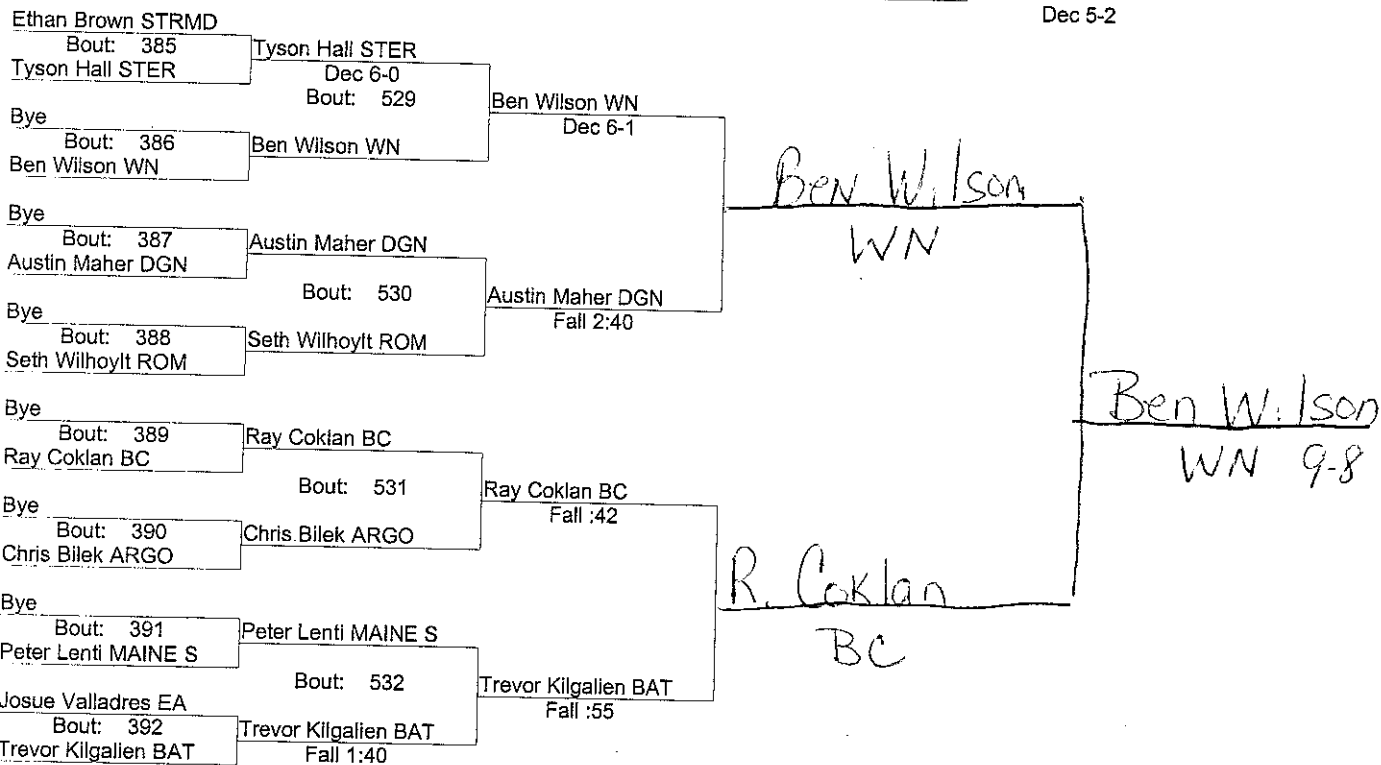 Dec 5-2
Ethan Brown STRMD
Bout: 385
Tyson Hall STER
Tyson Hall STER
Dec 6-0
Bout: 529
Ben Wilson WN
Dec 6-1
Bye
Bout: 386
Ben Wilson WN
Ben Wilson WN
Ben Wilson
WN
Bye
Bout: 387
Austin Maher DGN
Austin Maher DGN
Bout: 530
Austin Maher DGN
Fall 2:40
Bye
Bout: 388
Seth Wilhoylt ROM
Seth Wilhoylt ROM
Ben Wilson
WN 9-8
Bye
Bout: 389
Ray Coklan BC
Ray Coklan BC
Bout: 531
Ray Coklan BC
Fall :42
Bye
Bout: 390
Chris Bilek ARGO
Chris Bilek ARGO
R. Coklan
BC
Bye
Bout: 391
Peter Lenti MAINE S
Peter Lenti MAINE S
Bout: 532
Trevor Kilgalien BAT
Fall :55
Josue Valladres EA
Bout: 392
Trevor Kilgalien BAT
Trevor Kilgalien BAT
Fall 1:40